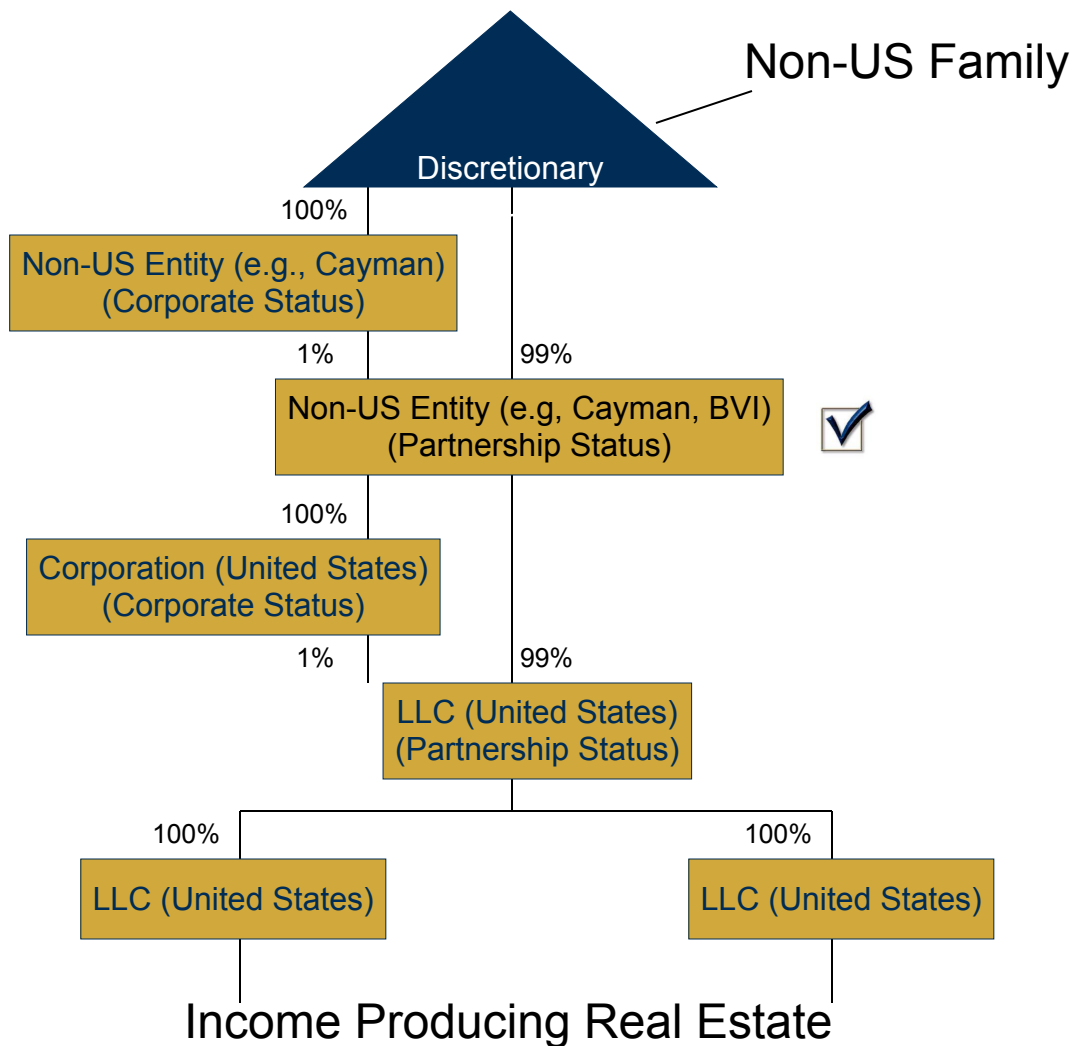 Non-US Family
Discretionary
100%
Non-US Entity (e.g., Cayman)
(Corporate Status)
1%
99%
Non-US Entity (e.g, Cayman, BVI)
(Partnership Status)
100%
Corporation (United States)
(Corporate Status)
1%
99%
LLC (United States)
(Partnership Status)
100%
100%
LLC (United States)
LLC (United States)
Income Producing Real Estate